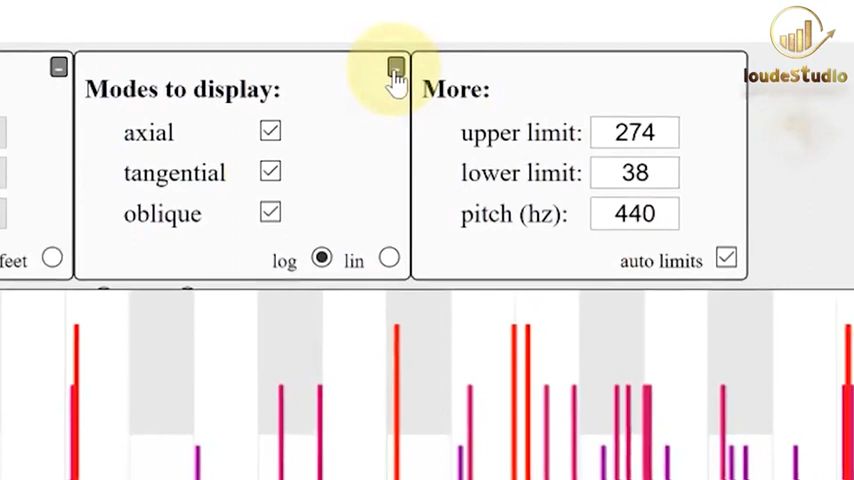 loudeStudio
Modes to display:
axial
tangential
oblique
log
lin
More:
upper limit: 274
lower limit: 38
pitch (hz): 440
auto limits
feet